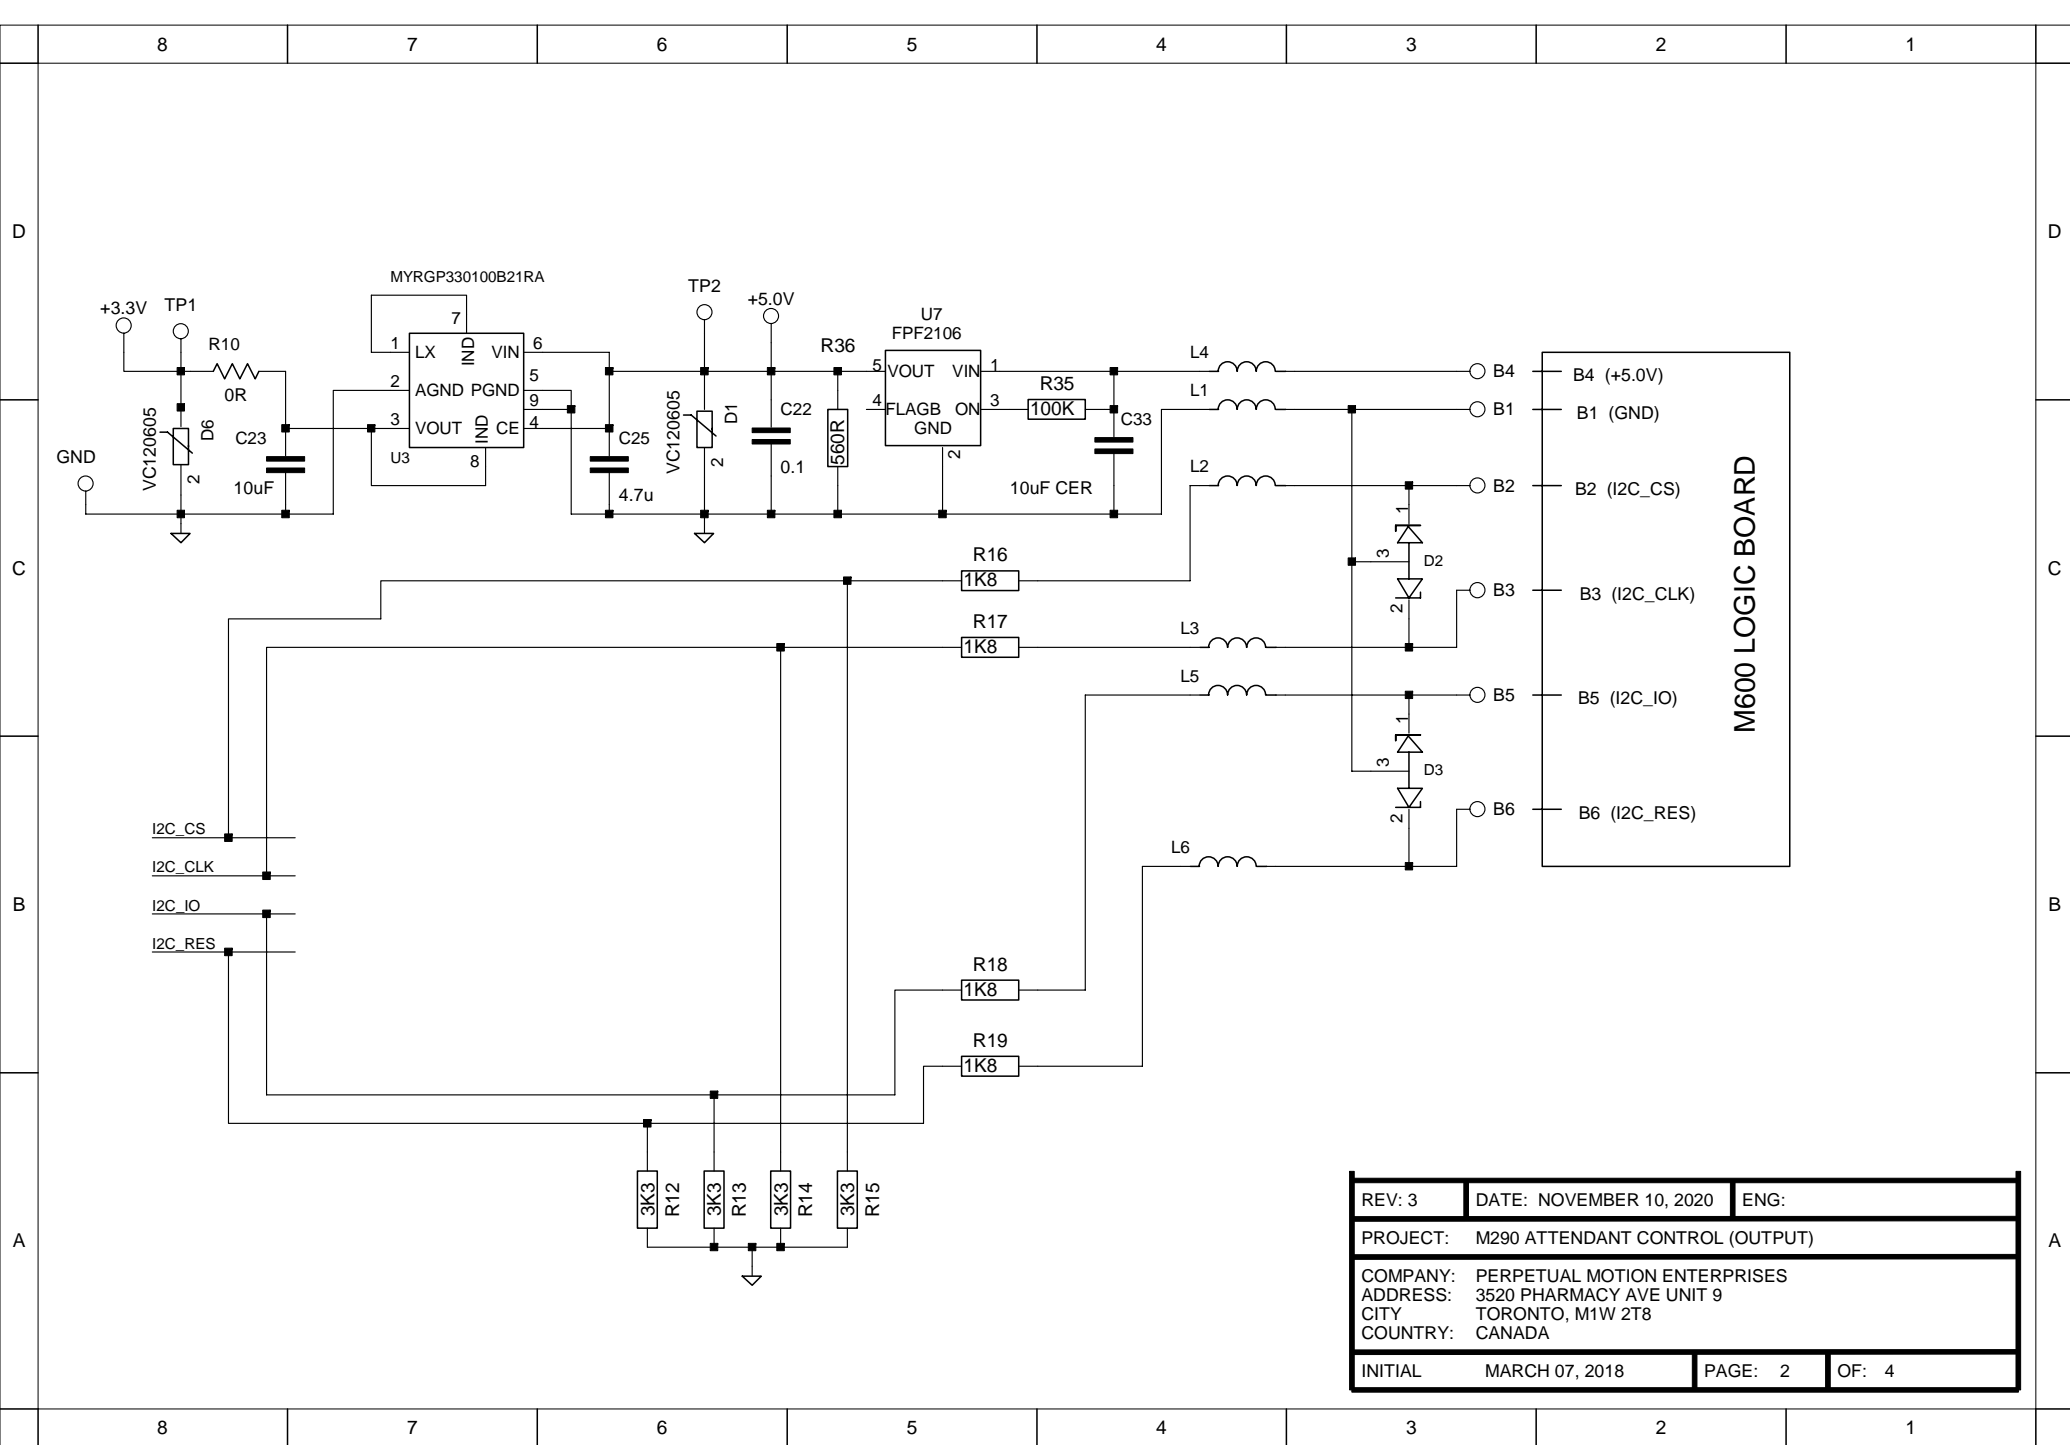 8 7 6 5 4 3 2 1
D D
MYRGP330100B21RA
+3.3V TP1
R10
0R
VC120605
D6
2
C23
10uF
GND
7
1 LX IND VIN 6
2 AGND PGND 5
9
3 VOUT IND CE 4
U3 8
C25
4.7u
TP2
+5.0V
VC120605
D1
2
C22
0.1
R36
560R
U7
FPF2106
5 VOUT VIN 1
4 FLAGB ON 3
GND
2
R35
100K
C33
10uF CER
L4
L1
L2
L3
L5
L6
B4
B1
B2
B3
B5
B6
B4 (+5.0V)
B1 (GND)
B2 (I2C_CS)
B3 (I2C_CLK)
B5 (I2C_IO)
B6 (I2C_RES)
M600 LOGIC BOARD
1
3
D2
2
1
3
D3
2
C C
R16
1K8
R17
1K8
I2C_CS
I2C_CLK
I2C_IO
I2C_RES
B B
R18
1K8
R19
1K8
3K3 R12
3K3 R13
3K3 R14
3K3 R15
A A
REV: 3 DATE: NOVEMBER 10, 2020 ENG:
PROJECT: M290 ATTENDANT CONTROL (OUTPUT)
COMPANY: PERPETUAL MOTION ENTERPRISES
ADDRESS: 3520 PHARMACY AVE UNIT 9
CITY TORONTO, M1W 2T8
COUNTRY: CANADA
INITIAL MARCH 07, 2018 PAGE: 2 OF: 4
8 7 6 5 4 3 2 1